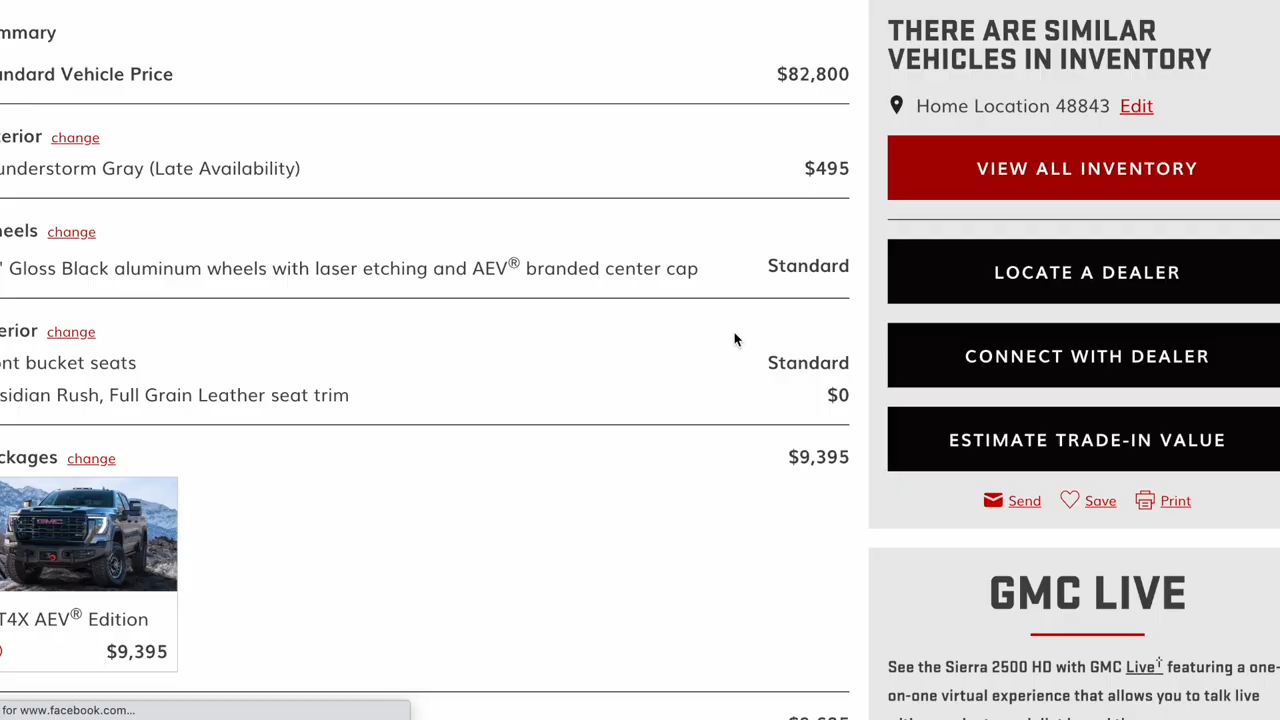 mmary
andard Vehicle Price
$82,800
terior change
understorm Gray (Late Availability)
$495
heels change
" Gloss Black aluminum wheels with laser etching and AEV® branded center cap
Standard
erior change
ont bucket seats
Standard
sidian Rush, Full Grain Leather seat trim
$0
ckages change
$9,395
GMC
T4X AEV® Edition
$9,395
for www.facebook.com...
THERE ARE SIMILAR
VEHICLES IN INVENTORY
Home Location 48843 Edit
VIEW ALL INVENTORY
LOCATE A DEALER
CONNECT WITH DEALER
ESTIMATE TRADE-IN VALUE
Send Save Print
GMC LIVE
See the Sierra 2500 HD with GMC Live† featuring a one-
on-one virtual experience that allows you to talk live